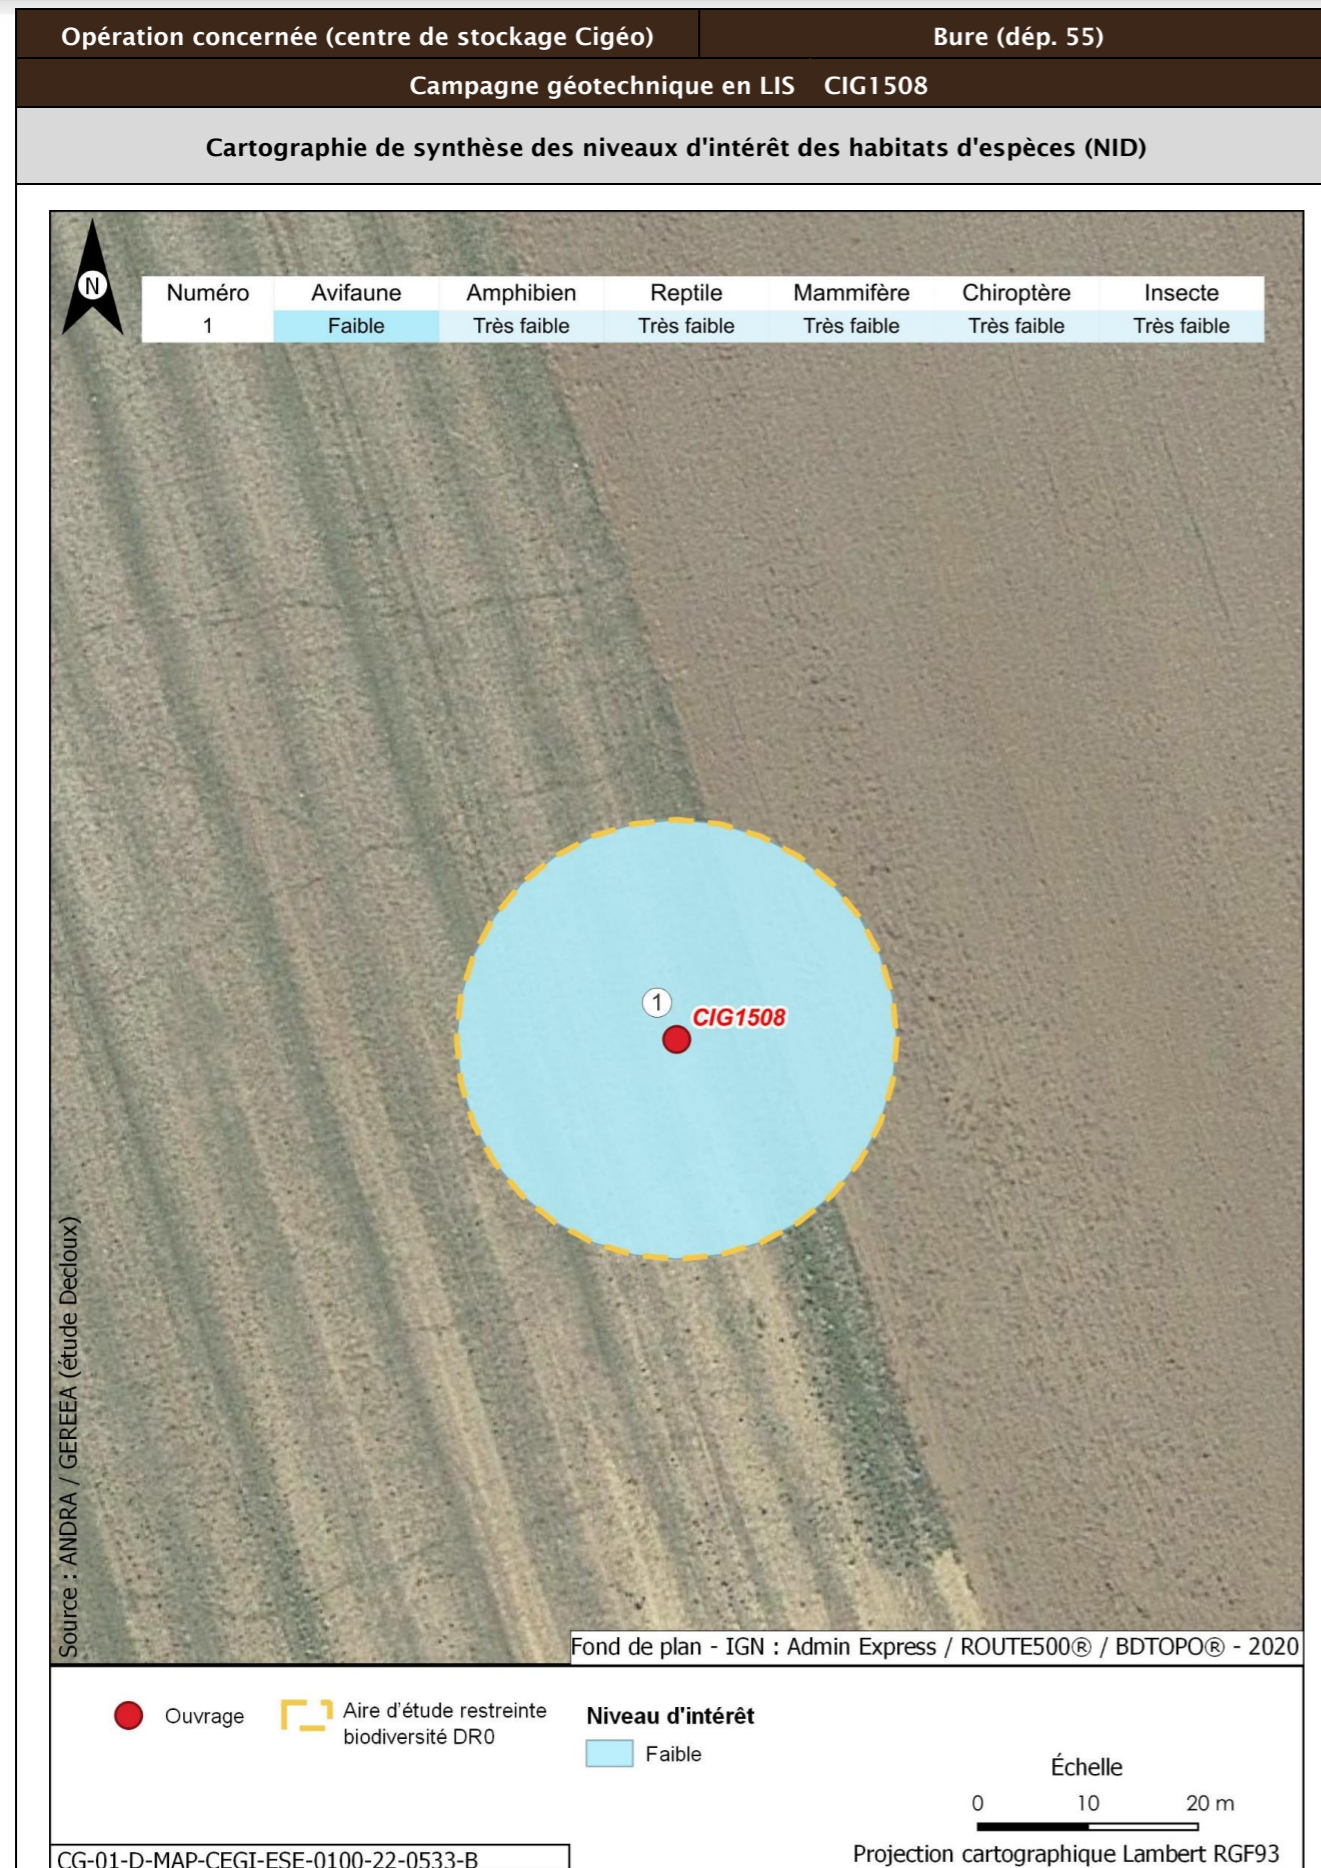 Opération concernée (centre de stockage Cigéo) Bure (dép. 55)
Campagne géotechnique en LIS CIG1508
Cartographie de synthèse des niveaux d'intérêt des habitats d'espèces (NID)
N
Numéro Avifaune Amphibien Reptile Mammifère Chiroptère Insecte
1 Faible Très faible Très faible Très faible Très faible Très faible
1
CIG1508
Source : ANDRA / GEREEA (étude Decloux)
Fond de plan - IGN : Admin Express / ROUTE500® / BDTOPO® - 2020
Ouvrage
Aire d'étude restreinte
biodiversité DR0
Niveau d'intérêt
Faible
Échelle
0 10 20 m
Projection cartographique Lambert RGF93
CG-01-D-MAP-CEGI-ESE-0100-22-0533-B